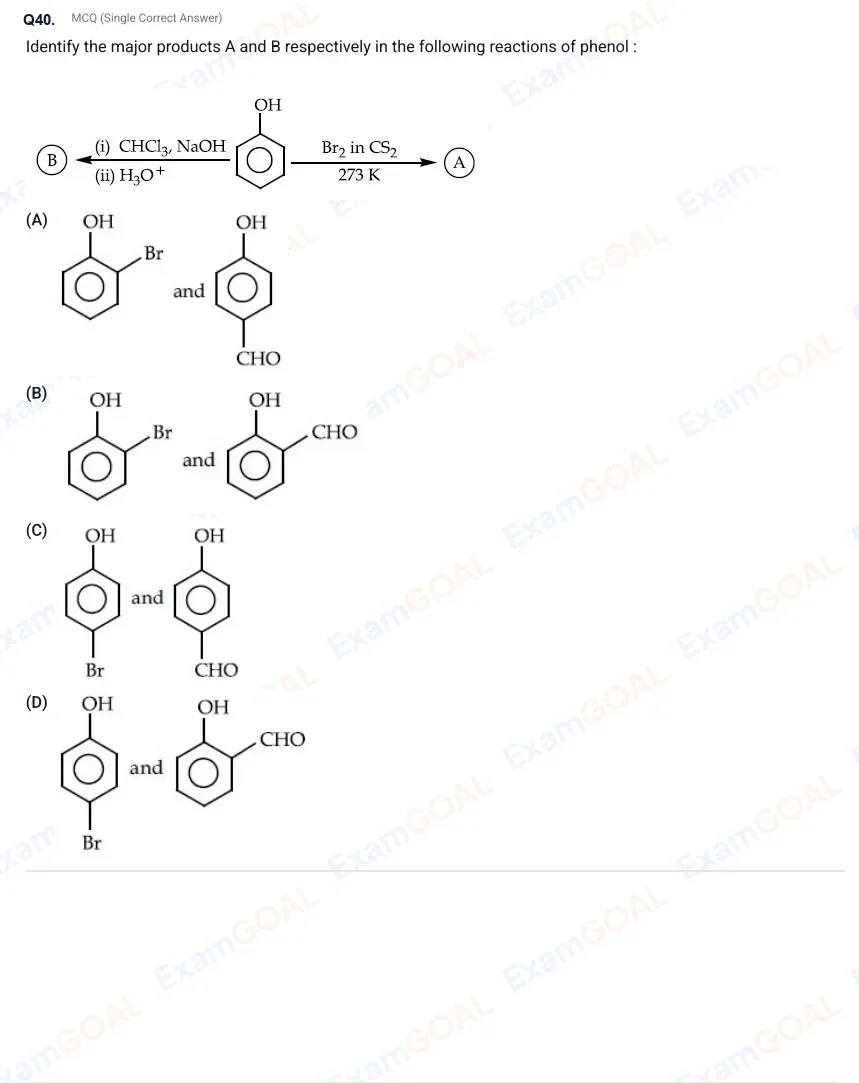 Q40. MCQ (Single Correct Answer)
Identify the major products A and B respectively in the following reactions of phenol :
OH
B (i) CHCl₃, NaOH Br₂ in CS₂ A
(ii) H₃O⁺ 273 K
(A) OH OH
Br
and
CHO
(B) OH OH
Br CHO
and
(C) OH OH
and
Br CHO
(D) OH OH
CHO
and
Br
ExamGOAL